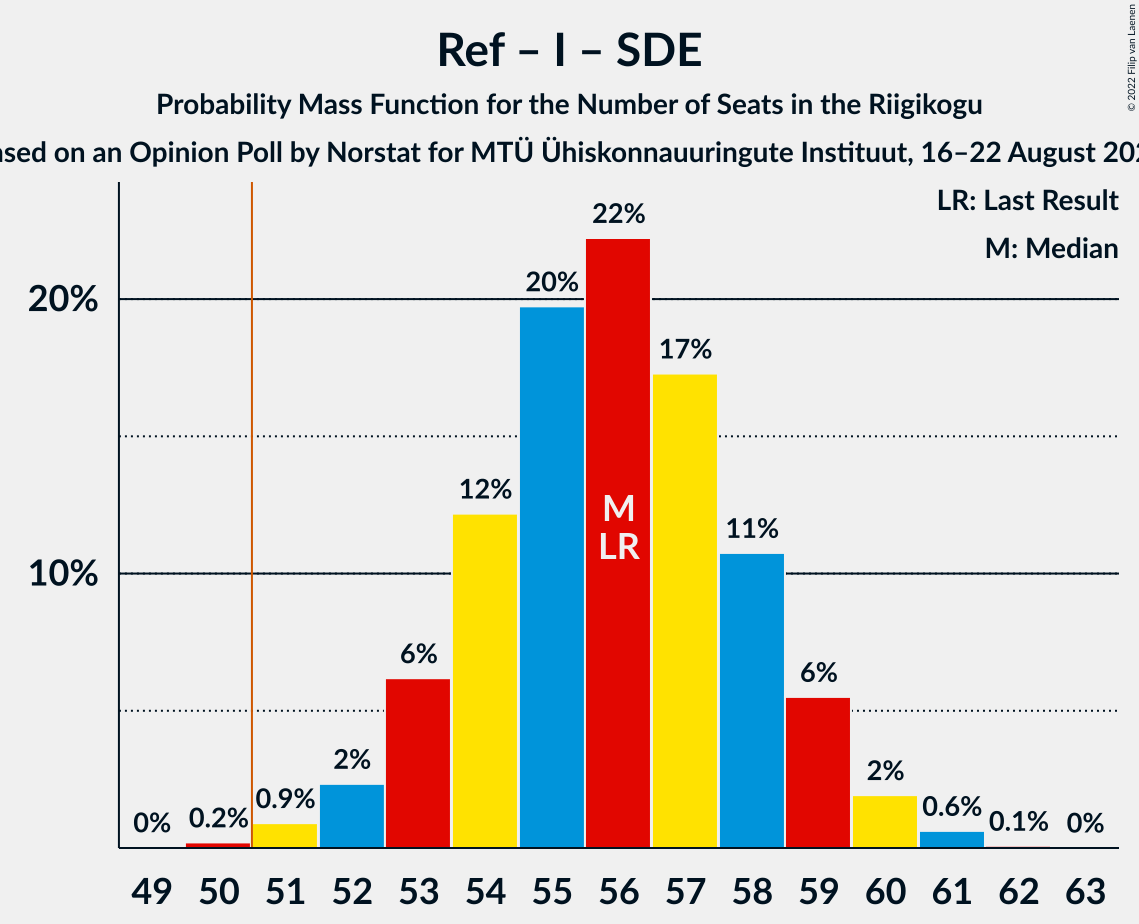 Ref – I – SDE
Probability Mass Function for the Number of Seats in the Riigikogu
on an Opinion Poll by Norstat for MTÜ Ühiskonnauuringute Instituut, 16–22 August
© 2022 Filip van Laenen
LR: Last Result
M: Median
20%
10%
0%
0.2%
0.9%
2%
6%
12%
20%
22%
17%
11%
6%
2%
0.6%
0.1%
0%
M
LR
49 50 51 52 53 54 55 56 57 58 59 60 61 62 63